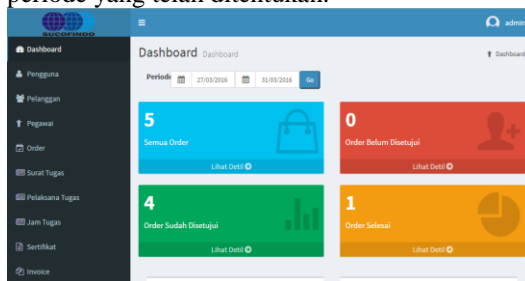 periode yang telah ditentukan.
SUCOFINDO
admin
Dashboard
Pengguna
Pelanggan
Pegawai
Order
Surat Tugas
Pelaksana Tugas
Jam Tugas
Sertifikat
Invoice
Dashboard Dashboard
Dashboard
Periode 27/03/2016 31/03/2016 Go
5
Semua Order
Lihat Detil
0
Order Belum Disetujui
Lihat Detil
4
Order Sudah Disetujui
Lihat Detil
1
Order Selesai
Lihat Detil